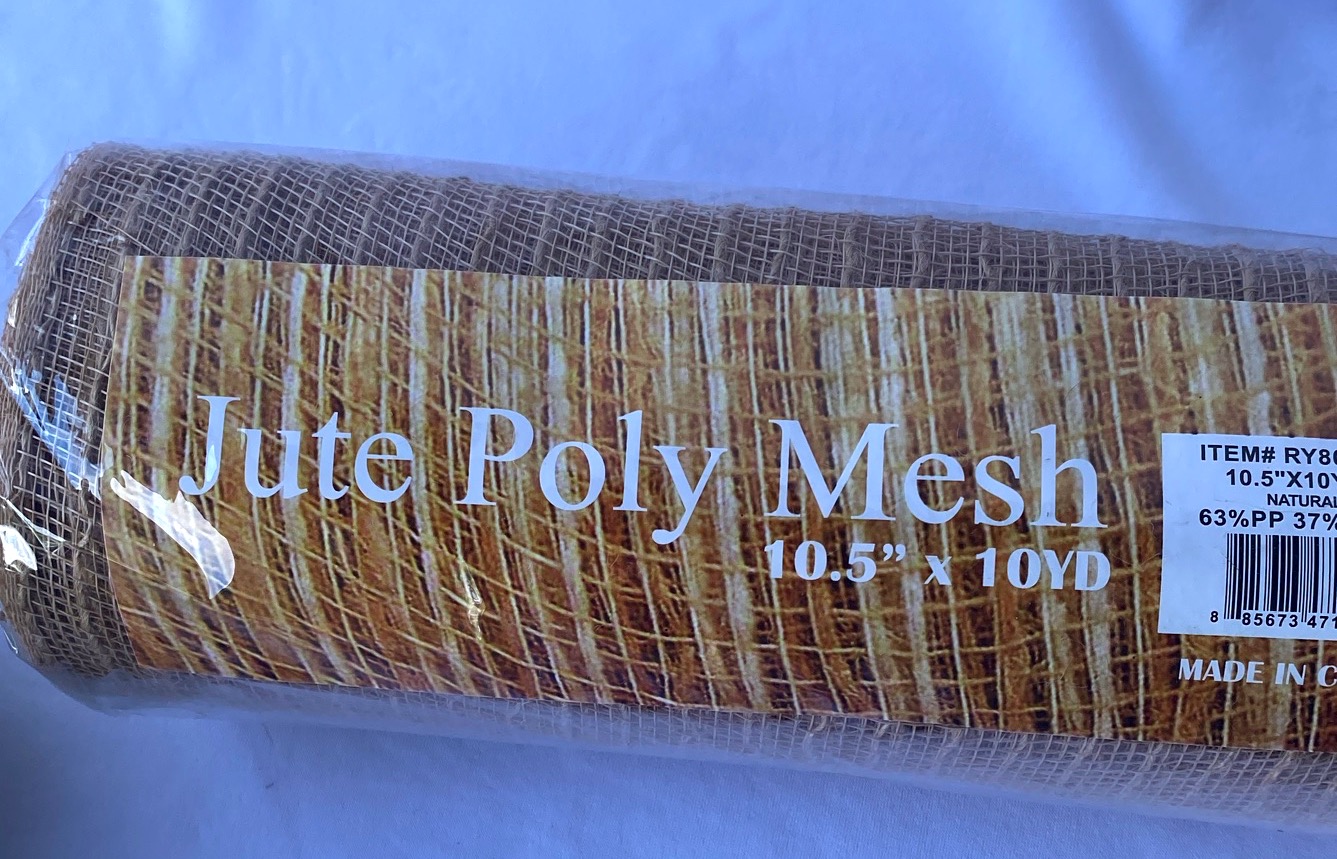 Jute Poly Mesh
10.5” x 10YD
ITEM# RY80
10.5"X10Y
NATURAL
63%PP 37%
8 85673 471
MADE IN C